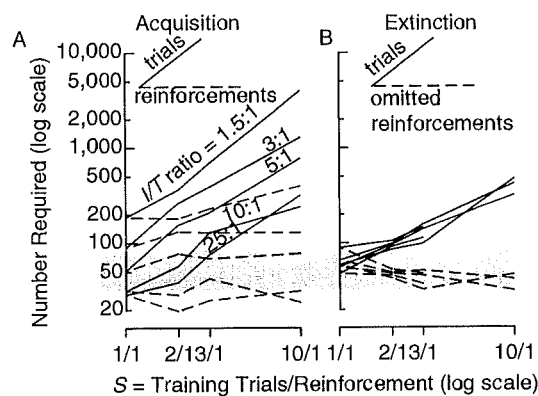 A
Acquisition
B
Extinction
10,000
5,000
2,000
1,000
500
200
100
50
20
Number Required (log scale)
trials
reinforcements
I/T ratio = 1.5:1
3:1
5:1
10:1
25:1
trials
omitted
reinforcements
1/1 2/1 3/1 10/1
1/1 2/1 3/1 10/1
S = Training Trials/Reinforcement (log scale)